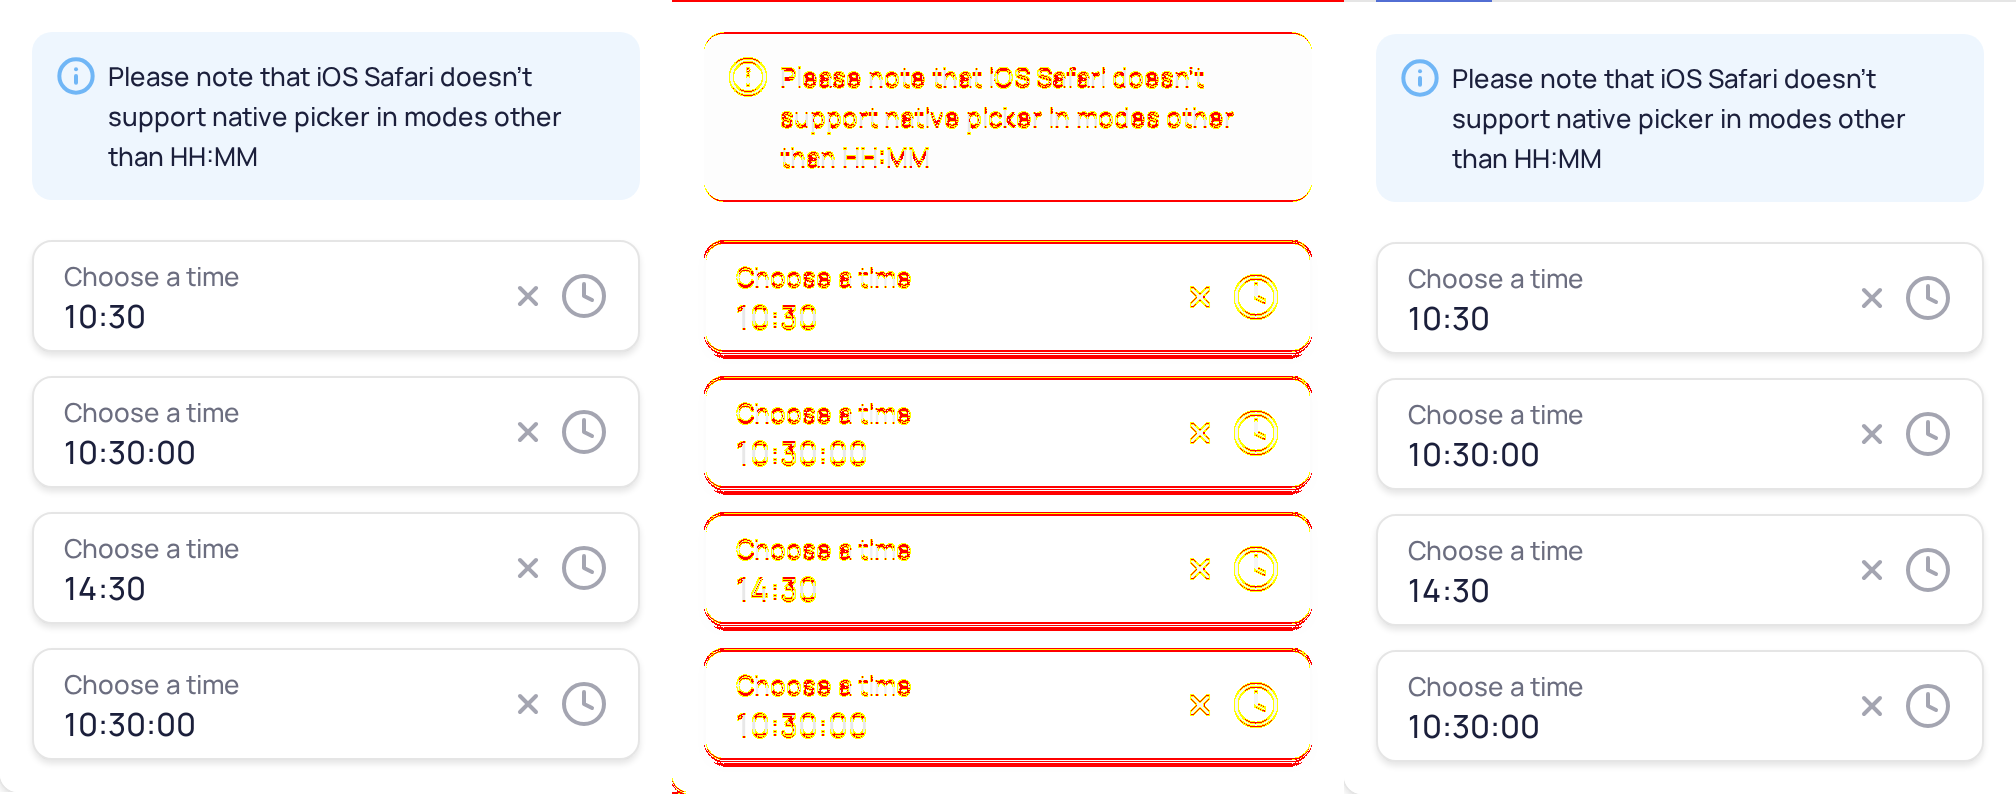 Please note that iOS Safari doesn't
support native picker in modes other
than HH:MM
Choose a time
10:30
Choose a time
10:30:00
Choose a time
14:30
Choose a time
10:30:00
Please note that iOS Safari doesn't
support native picker in modes other
than HH:MM
Choose a time
10:30
Choose a time
10:30:00
Choose a time
14:30
Choose a time
10:30:00
Please note that iOS Safari doesn't
support native picker in modes other
than HH:MM
Choose a time
10:30
Choose a time
10:30:00
Choose a time
14:30
Choose a time
10:30:00